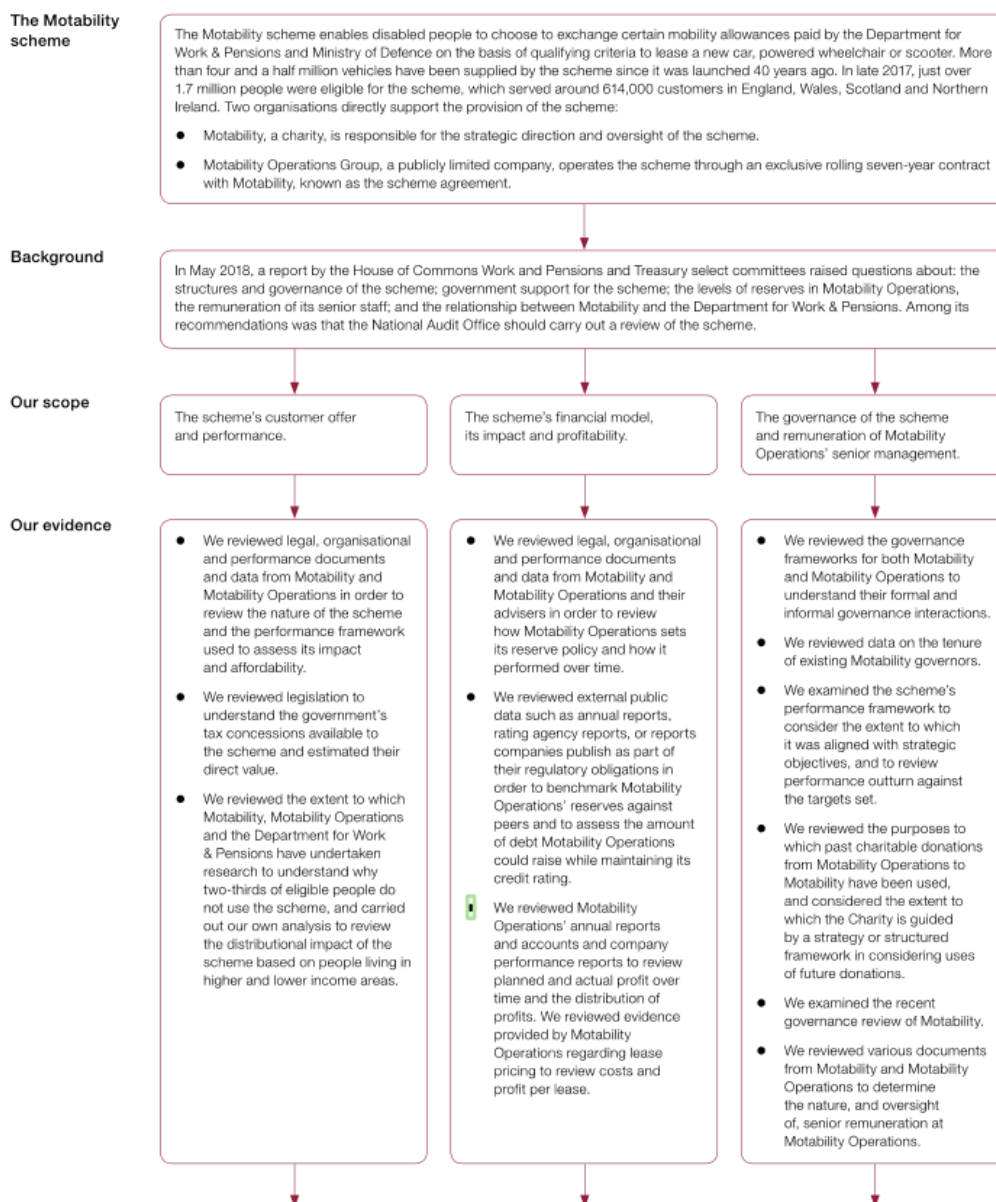 The Motability
scheme
The Motability scheme enables disabled people to choose to exchange certain mobility allowances paid by the Department for
Work & Pensions and Ministry of Defence on the basis of qualifying criteria to lease a new car, powered wheelchair or scooter. More
than four and a half million vehicles have been supplied by the scheme since it was launched 40 years ago. In late 2017, just over
1.7 million people were eligible for the scheme, which served around 614,000 customers in England, Wales, Scotland and Northern
Ireland. Two organisations directly support the provision of the scheme:
● Motability, a charity, is responsible for the strategic direction and oversight of the scheme.
● Motability Operations Group, a publicly limited company, operates the scheme through an exclusive rolling seven-year contract
with Motability, known as the scheme agreement.
Background
In May 2018, a report by the House of Commons Work and Pensions and Treasury select committees raised questions about: the
structures and governance of the scheme; government support for the scheme; the levels of reserves in Motability Operations,
the remuneration of its senior staff; and the relationship between Motability and the Department for Work & Pensions. Among its
recommendations was that the National Audit Office should carry out a review of the scheme.
Our scope
The scheme's customer offer
and performance.
The scheme's financial model,
its impact and profitability.
The governance of the scheme
and remuneration of Motability
Operations' senior management.
Our evidence
● We reviewed legal, organisational
and performance documents
and data from Motability and
Motability Operations in order to
review the nature of the scheme
and the performance framework
used to assess its impact
and affordability.
● We reviewed legislation to
understand the government's
tax concessions available to
the scheme and estimated their
direct value.
● We reviewed the extent to which
Motability, Motability Operations
and the Department for Work
& Pensions have undertaken
research to understand why
two-thirds of eligible people do
not use the scheme, and carried
out our own analysis to review
the distributional impact of the
scheme based on people living in
higher and lower income areas.
● We reviewed legal, organisational
and performance documents
and data from Motability and
Motability Operations and their
advisers in order to review
how Motability Operations sets
its reserve policy and how it
performed over time.
● We reviewed external public
data such as annual reports,
rating agency reports, or reports
companies publish as part of
their regulatory obligations in
order to benchmark Motability
Operations' reserves against
peers and to assess the amount
of debt Motability Operations
could raise while maintaining its
credit rating.
We reviewed Motability
Operations' annual reports
and accounts and company
performance reports to review
planned and actual profit over
time and the distribution of
profits. We reviewed evidence
provided by Motability
Operations regarding lease
pricing to review costs and
profit per lease.
● We reviewed the governance
frameworks for both Motability
and Motability Operations to
understand their formal and
informal governance interactions.
● We reviewed data on the tenure
of existing Motability governors.
● We examined the scheme's
performance framework to
consider the extent to which
it was aligned with strategic
objectives, and to review
performance outturn against
the targets set.
● We reviewed the purposes to
which past charitable donations
from Motability Operations to
Motability have been used,
and considered the extent to
which the Charity is guided
by a strategy or structured
framework in considering uses
of future donations.
● We examined the recent
governance review of Motability.
● We reviewed various documents
from Motability and Motability
Operations to determine
the nature, and oversight
of, senior remuneration at
Motability Operations.